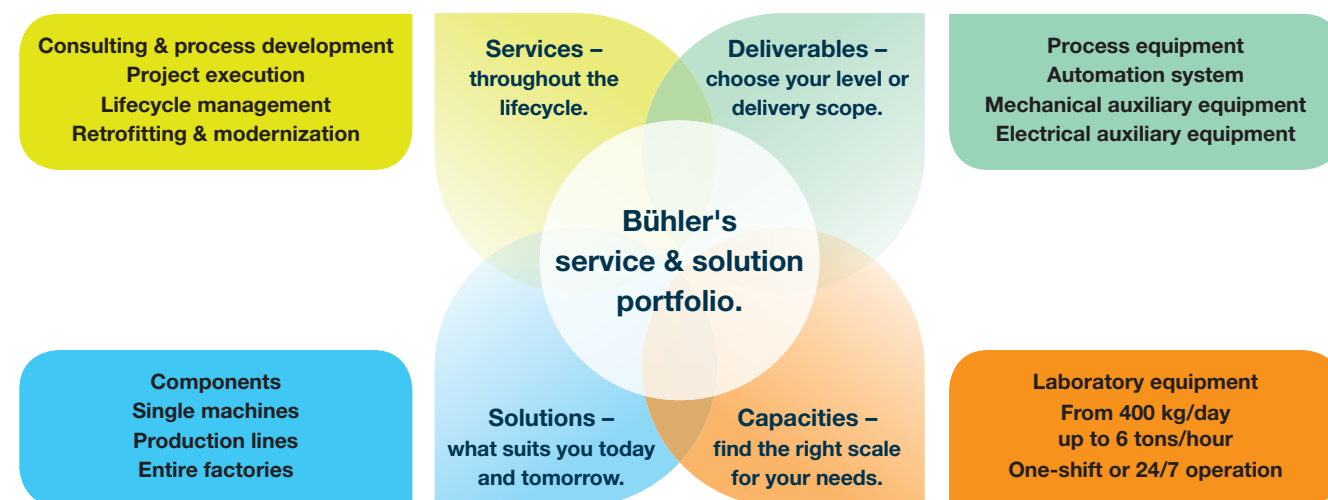 Consulting & process development
Project execution
Lifecycle management
Retrofitting & modernization
Services –
throughout the
lifecycle.
Deliverables –
choose your level or
delivery scope.
Process equipment
Automation system
Mechanical auxiliary equipment
Electrical auxiliary equipment
Bühler's
service & solution
portfolio.
Components
Single machines
Production lines
Entire factories
Solutions –
what suits you today
and tomorrow.
Capacities –
find the right scale
for your needs.
Laboratory equipment
From 400 kg/day
up to 6 tons/hour
One-shift or 24/7 operation